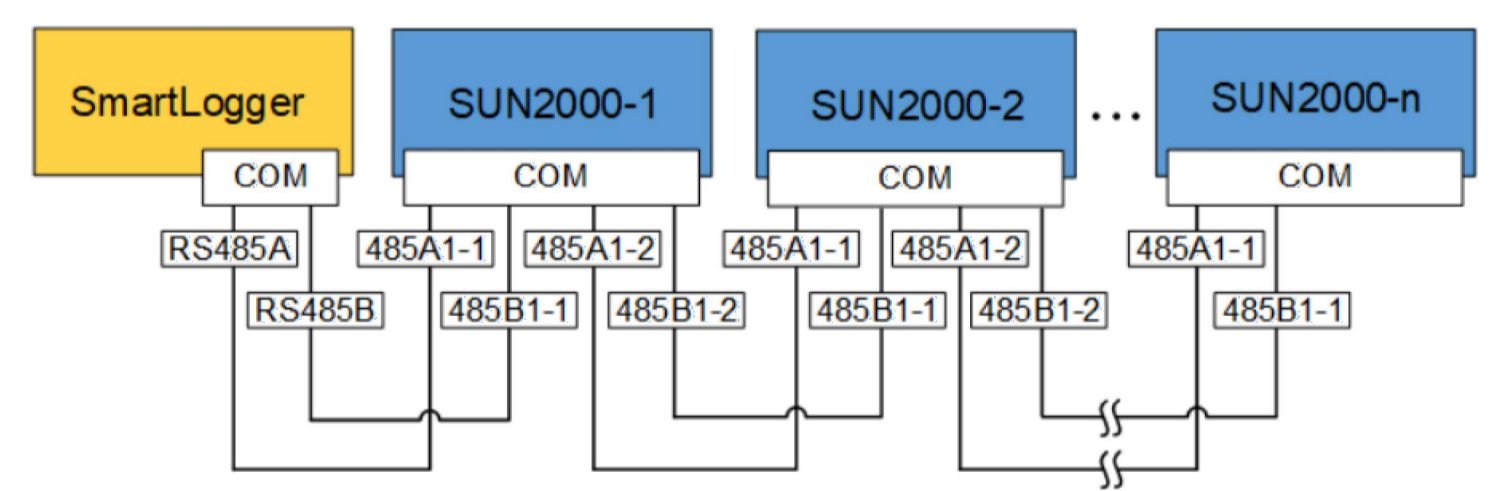 SmartLogger
SUN2000-1
SUN2000-2
...
SUN2000-n
COM
COM
COM
COM
RS485A
485A1-1
485A1-2
485A1-1
485A1-2
485A1-1
RS485B
485B1-1
485B1-2
485B1-1
485B1-2
485B1-1